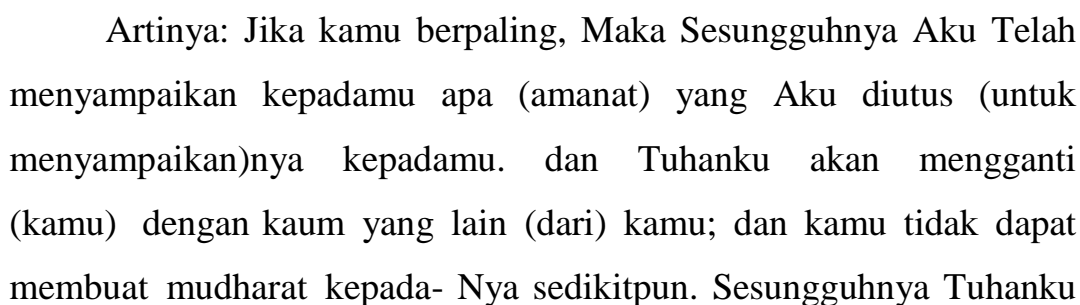 Artinya: Jika kamu berpaling, Maka Sesungguhnya Aku Telah
menyampaikan kepadamu apa (amanat) yang Aku diutus (untuk
menyampaikan)nya kepadamu. dan Tuhanku akan mengganti
(kamu) dengan kaum yang lain (dari) kamu; dan kamu tidak dapat
membuat mudharat kepada- Nya sedikitpun. Sesungguhnya Tuhanku